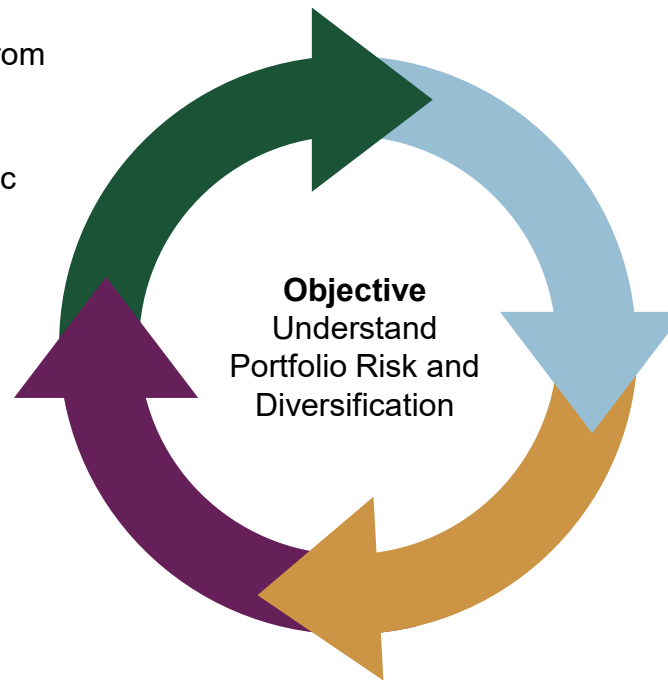 Objective
Understand
Portfolio Risk and
Diversification